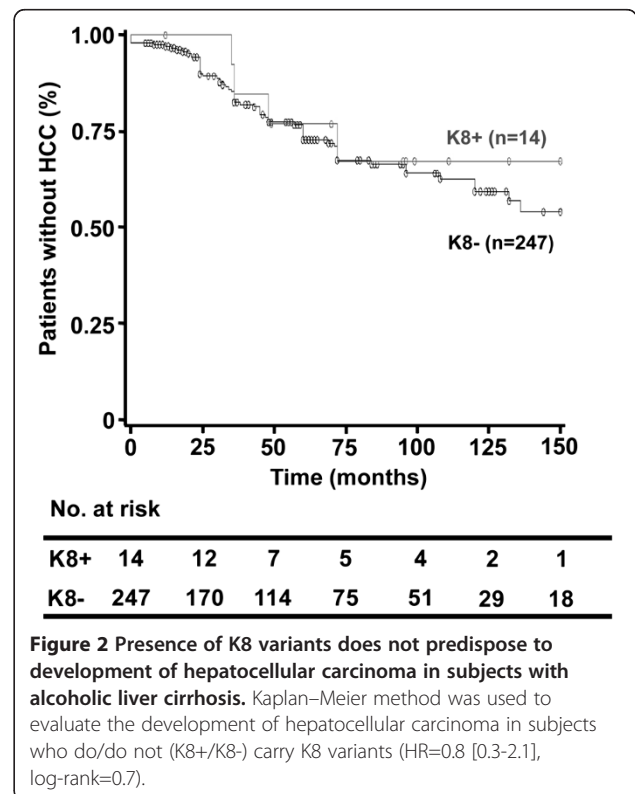 1.00
0.75
0.50
0.25
0
Patients without HCC (%)
K8+ (n=14)
K8- (n=247)
0 25 50 75 100 125 150
Time (months)
No. at risk
K8+ 14 12 7 5 4 2 1
K8- 247 170 114 75 51 29 18
Figure 2 Presence of K8 variants does not predispose to
development of hepatocellular carcinoma in subjects with
alcoholic liver cirrhosis. Kaplan–Meier method was used to
evaluate the development of hepatocellular carcinoma in subjects
who do/do not (K8+/K8-) carry K8 variants (HR=0.8 [0.3-2.1],
log-rank=0.7).